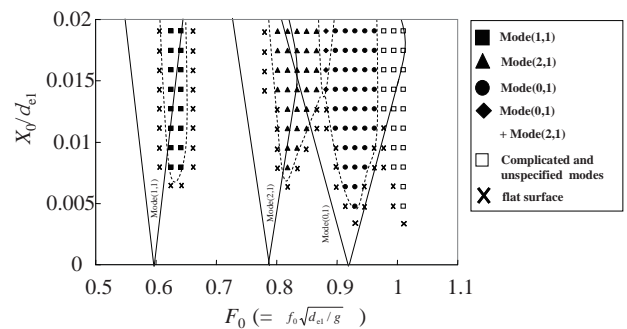 0.02
0.015
0.01
0.005
0
X0/de1
0.5 0.6 0.7 0.8 0.9 1 1.1
F0 (= f0√de1/g )
Mode(1,1)
Mode(2,1)
Mode(0,1)
Mode(1,1)
Mode(2,1)
Mode(0,1)
Mode(0,1)
+ Mode(2,1)
Complicated and
unspecified modes
flat surface